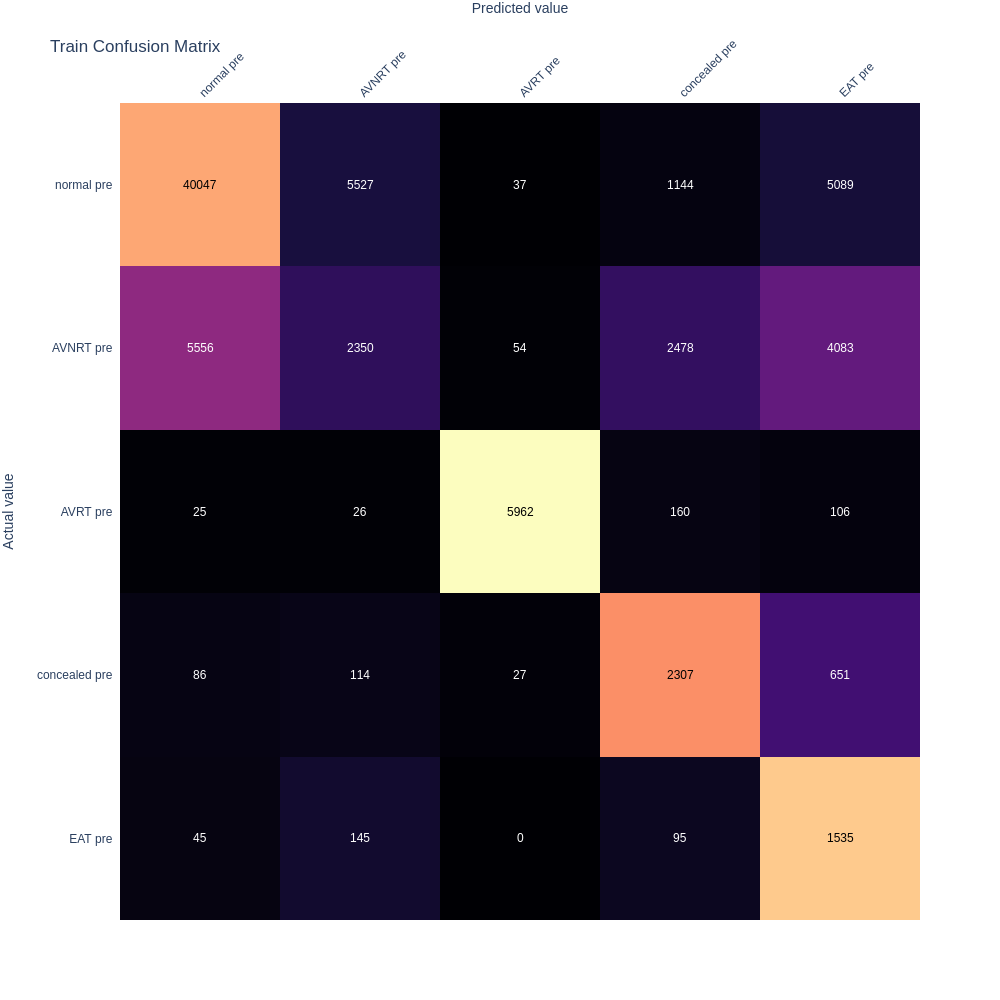 Predicted value
Train Confusion Matrix
normal pre
AVNRT pre
AVRT pre
concealed pre
EAT pre
normal pre 40047 5527 37 1144 5089
AVNRT pre 5556 2350 54 2478 4083
Actual value
AVRT pre 25 26 5962 160 106
concealed pre 86 114 27 2307 651
EAT pre 45 145 0 95 1535